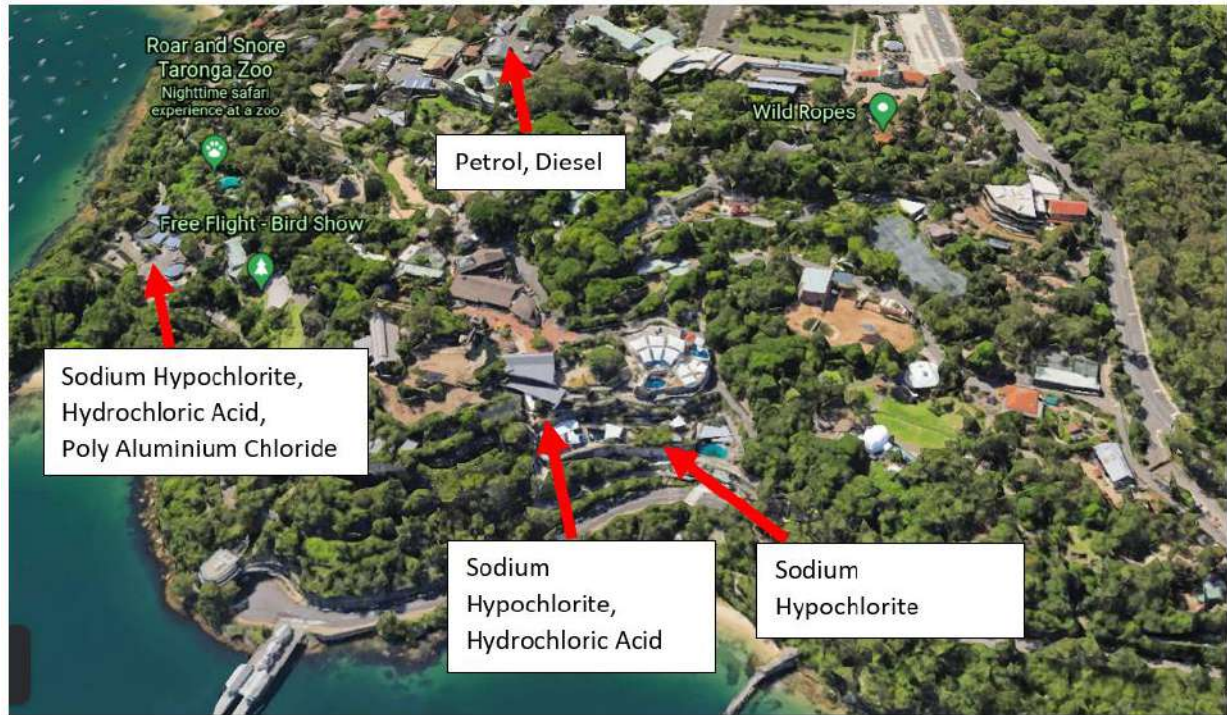 Roar and Snore
Taronga Zoo
Nighttime safari
experience at a zoo
Wild Ropes
Petrol, Diesel
Free Flight - Bird Show
Sodium Hypochlorite,
Hydrochloric Acid,
Poly Aluminium Chloride
Sodium
Hypochlorite,
Hydrochloric Acid
Sodium
Hypochlorite